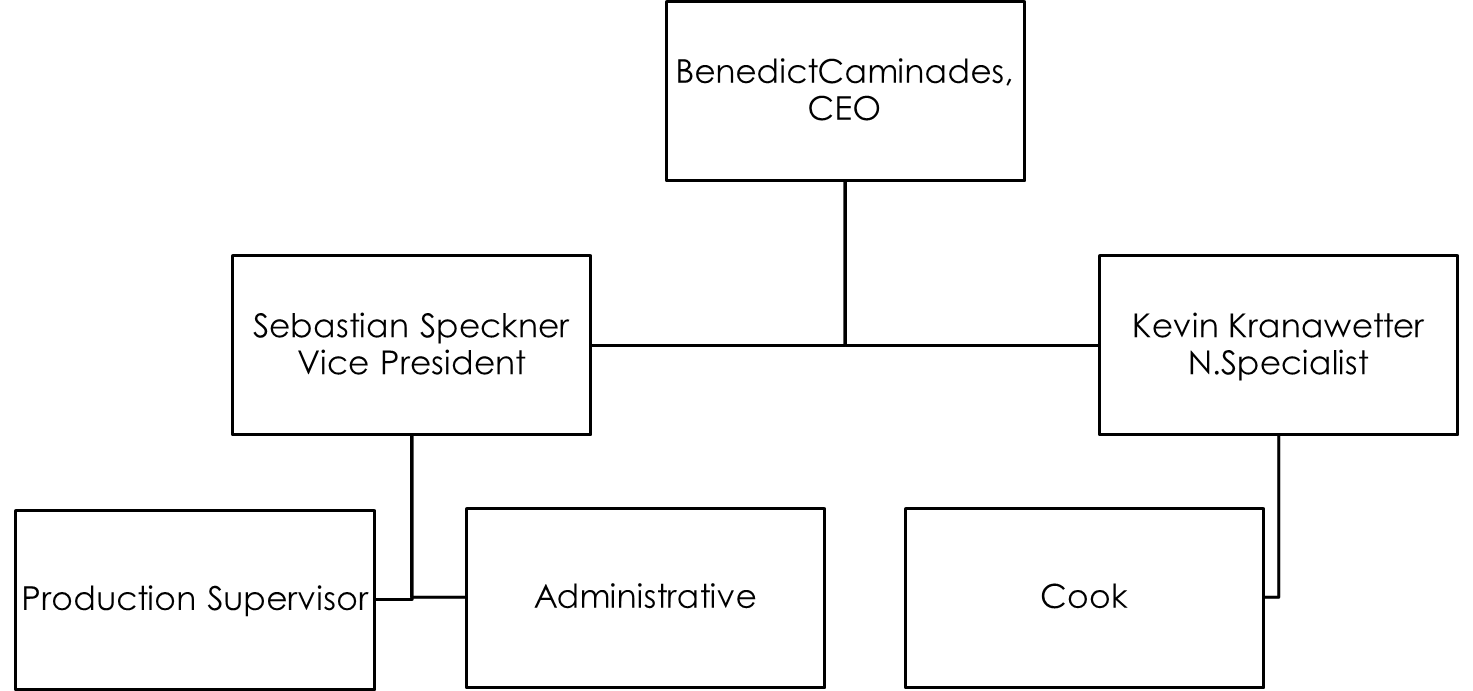 BenedictCaminades,
CEO
Sebastian Speckner
Vice President
Kevin Kranawetter
N.Specialist
Production Supervisor
Administrative
Cook